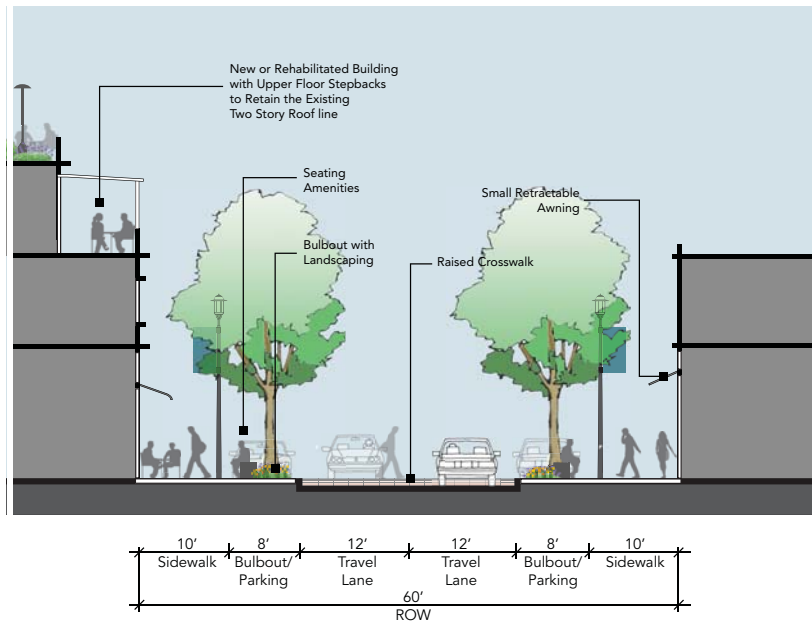 New or Rehabilitated Building
with Upper Floor Stepbacks
to Retain the Existing
Two Story Roof line
Seating
Amenities
Small Retractable
Awning
Bulbout with
Landscaping
Raised Crosswalk
10’ 8’ 12’ 12’ 8’ 10’
Sidewalk Bulbout/ Travel Travel Bulbout/ Sidewalk
Parking Lane Lane Parking
60’
ROW